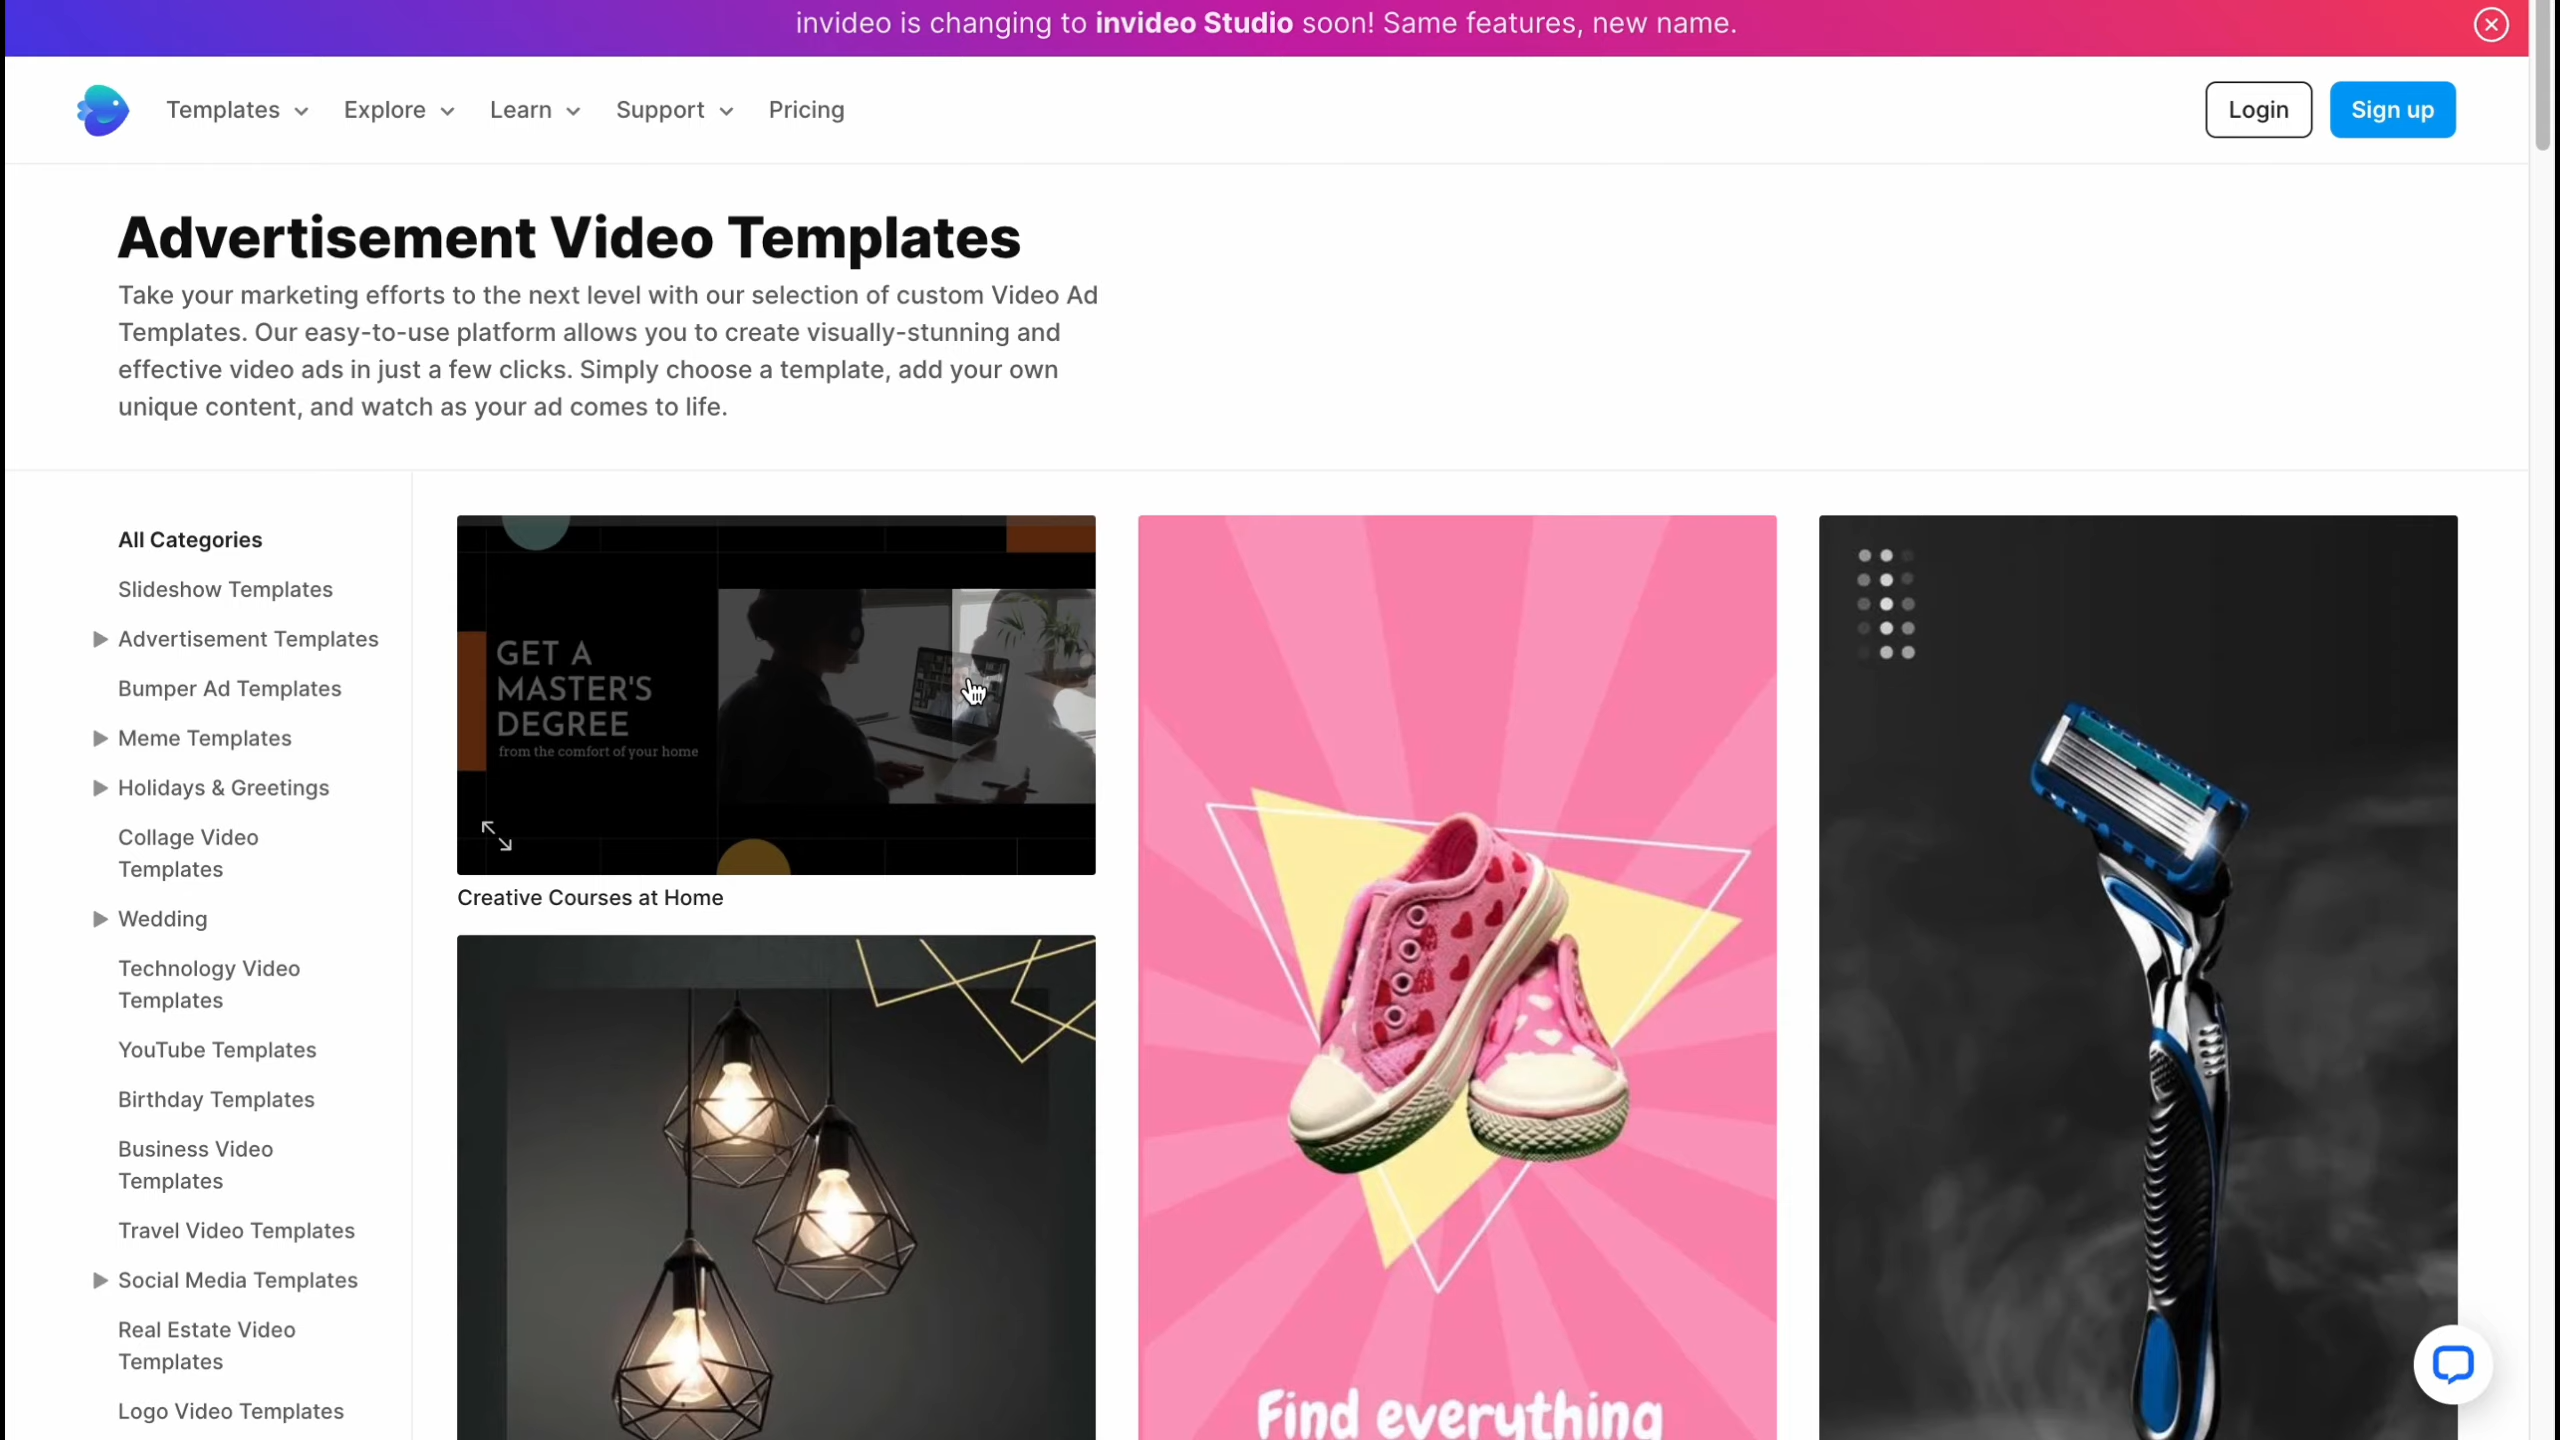 invideo is changing to invideo Studio soon! Same features, new name.
Templates
Explore
Learn
Support
Pricing
Login
Sign up
Advertisement Video Templates
Take your marketing efforts to the next level with our selection of custom Video Ad
Templates. Our easy-to-use platform allows you to create visually-stunning and
effective video ads in just a few clicks. Simply choose a template, add your own
unique content, and watch as your ad comes to life.
All Categories
Slideshow Templates
Advertisement Templates
Bumper Ad Templates
Meme Templates
Holidays & Greetings
Collage Video
Templates
Wedding
Technology Video
Templates
YouTube Templates
Birthday Templates
Business Video
Templates
Travel Video Templates
Social Media Templates
Real Estate Video
Templates
Logo Video Templates
GET A
MASTER'S
DEGREE
from the comfort of your home
Creative Courses at Home
Find everything